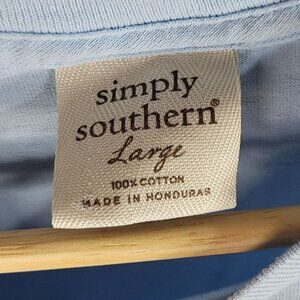 simply
southern®
Large
100% COTTON
MADE IN HONDURAS